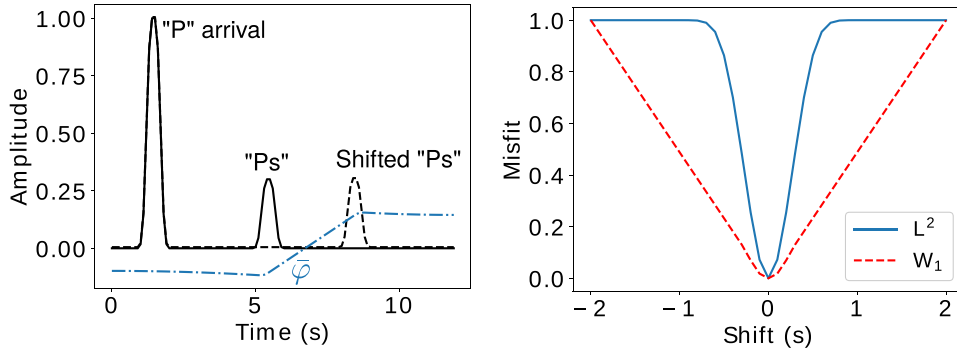 1.00
0.75
0.50
0.25
0.00
Amplitude
"P" arrival
"Ps"
Shifted "Ps"
φ̄
0 5 10
Time (s)
1.0
0.8
0.6
0.4
0.2
0.0
Misfit
L²
W₁
−2 −1 0 1 2
Shift (s)